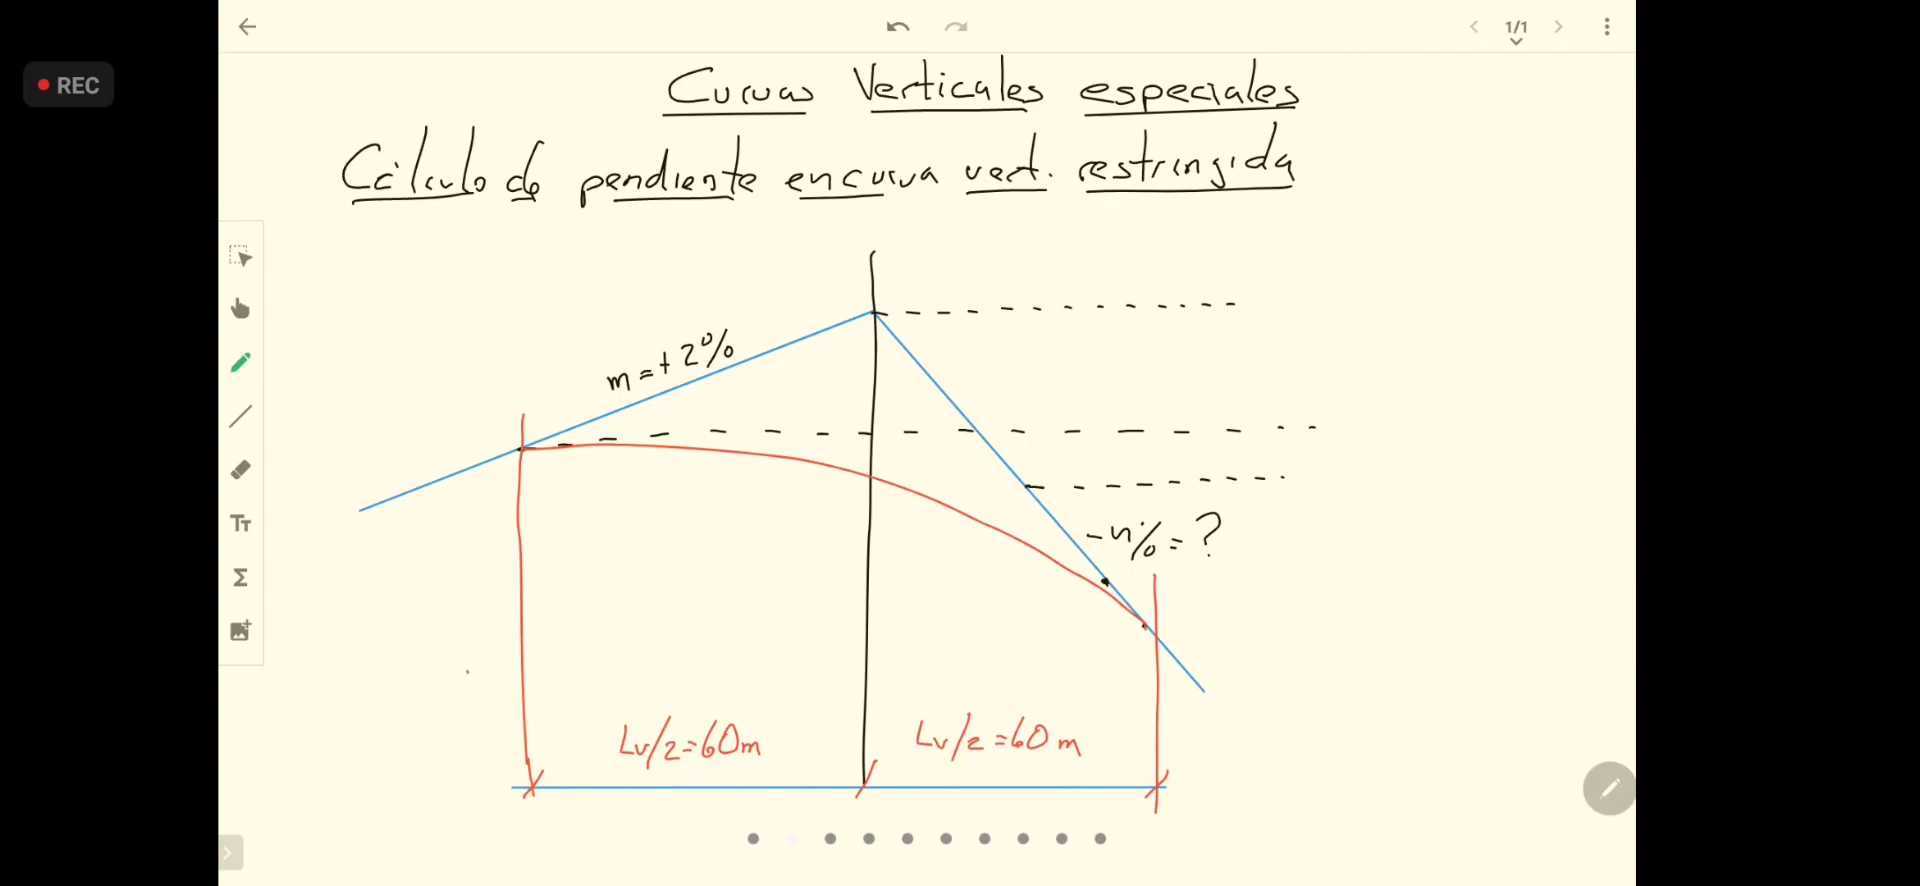 1/1
REC
Curvas Verticales especiales
Cálculo de pendiente en curva vert. restringida
m=+2%
-n%=?
Lv/2=60m
Lv/2=60m